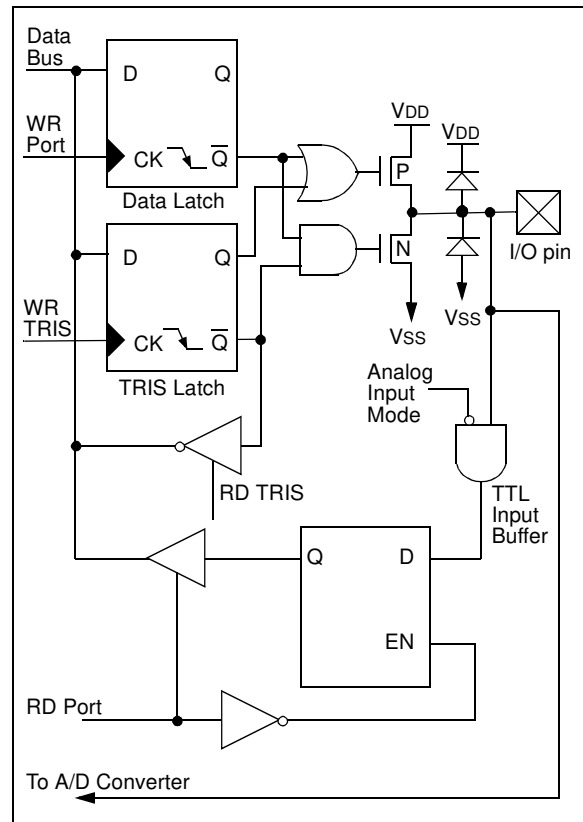 Data
Bus
D
Q
WR
Port
CK
Q
Data Latch
VDD
VDD
P
N
I/O pin
VSS
VSS
D
Q
WR
TRIS
CK
Q
TRIS Latch
Analog
Input
Mode
RD TRIS
TTL
Input
Buffer
Q
D
EN
RD Port
To A/D Converter